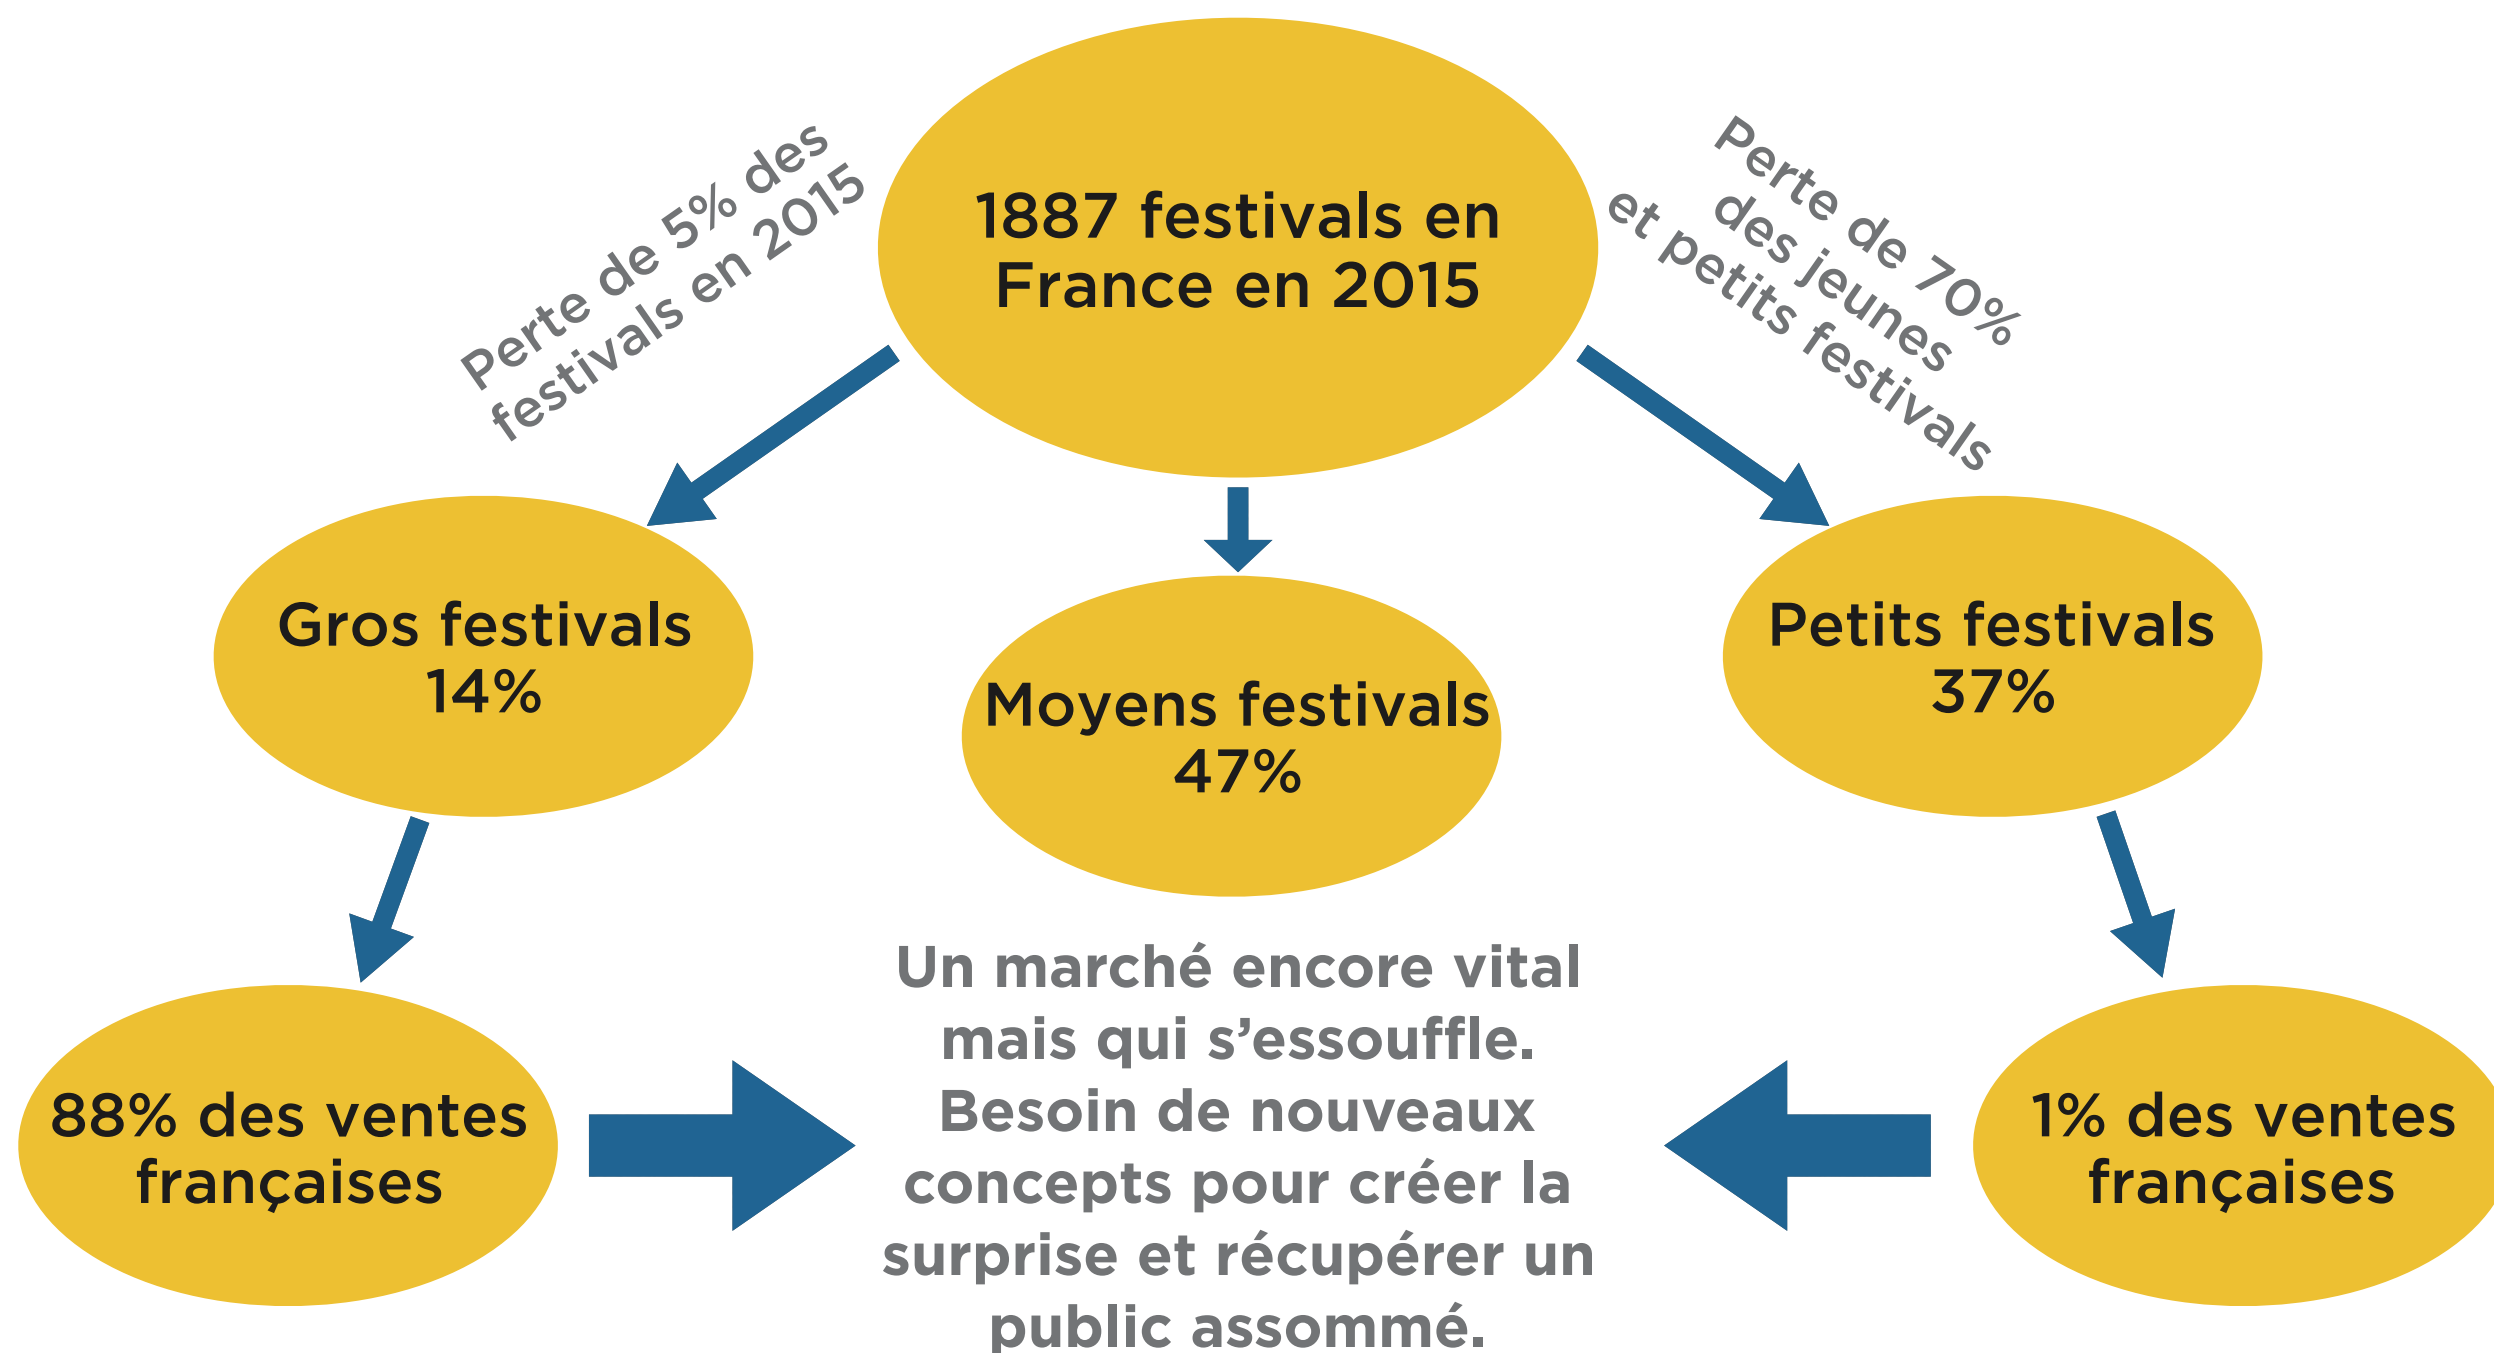 1887 festivals en
France en 2015
Perte de 5% des
festivals en 2015
Perte de 70%
des jeunes
et petits festivals
Gros festivals
14%
Moyens festivals
47%
Petits festivals
37%
88% des ventes
françaises
Un marché encore vital
mais qui s’essouffle.
Besoin de nouveaux
concepts pour créer la
surprise et récupérer un
public assommé.
1% des ventes
françaises